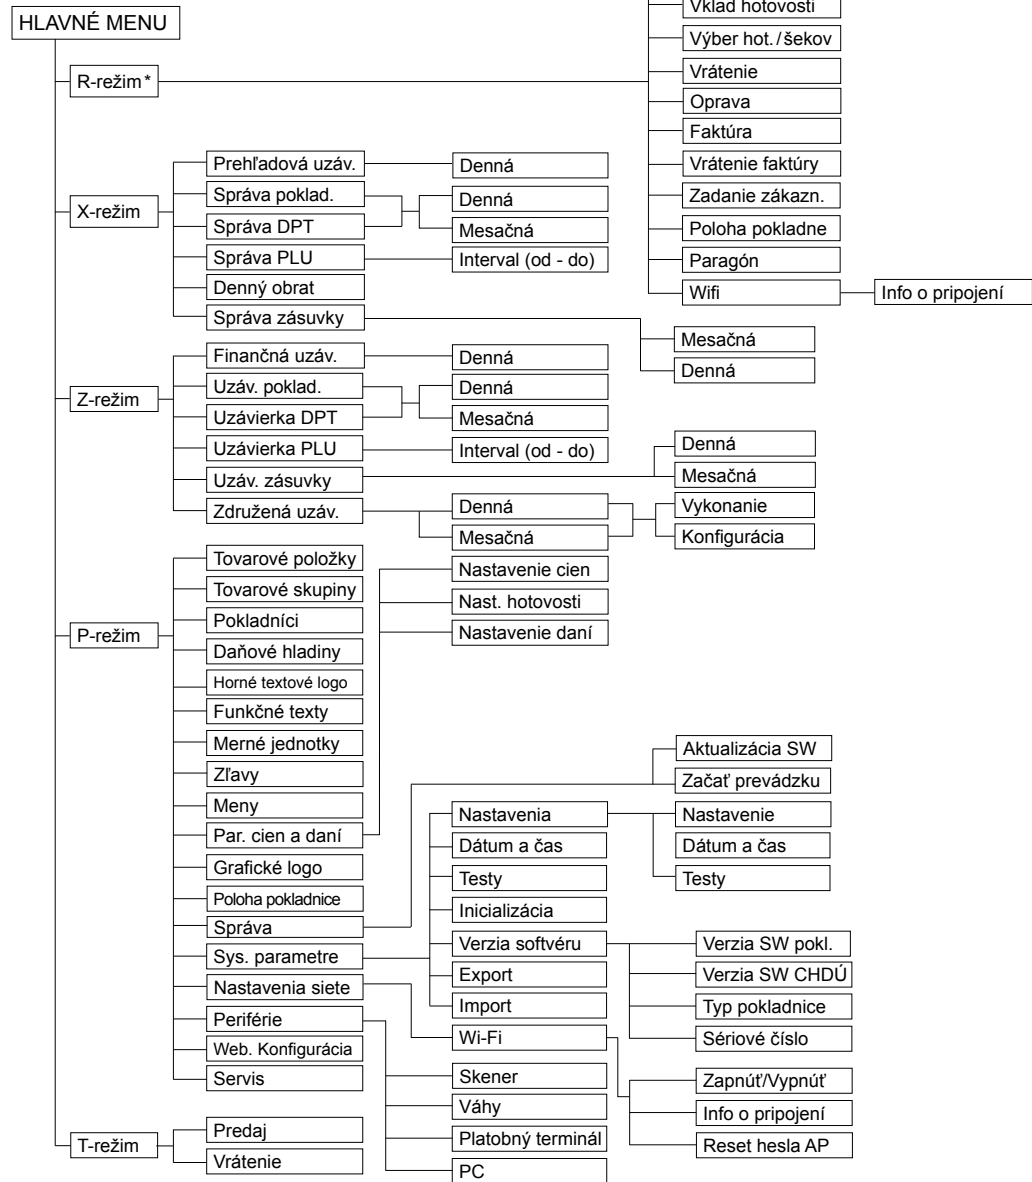 HLAVNÉ MENU
R-režim*
Vklad hotovosti
Výber hot./šekov
Vrátenie
Oprava
Faktúra
Vrátenie faktúry
Zadanie zákazn.
Poloha pokladne
Paragón
Wifi
Info o pripojení
X-režim
Prehľadová uzáv.
Denná
Správa poklad.
Správa DPT
Denná
Mesačná
Správa PLU
Interval (od - do)
Denný obrat
Správa zásuvky
Mesačná
Denná
Z-režim
Finančná uzáv.
Denná
Uzáv. poklad.
Uzávierka DPT
Denná
Mesačná
Uzávierka PLU
Interval (od - do)
Uzáv. zásuvky
Denná
Mesačná
Združená uzáv.
Denná
Mesačná
Vykonanie
Konfigurácia
P-režim
Tovarové položky
Tovarové skupiny
Pokladníci
Daňové hladiny
Horné textové logo
Funkčné texty
Merné jednotky
Zľavy
Meny
Par. cien a daní
Nastavenie cien
Nast. hotovosti
Nastavenie daní
Grafické logo
Poloha pokladnice
Správa
Aktualizácia SW
Začať prevádzku
Sys. parametre
Nastavenia
Nastavenie
Dátum a čas
Testy
Dátum a čas
Testy
Inicializácia
Verzia softvéru
Verzia SW pokl.
Verzia SW CHDÚ
Typ pokladnice
Sériové číslo
Export
Import
Nastavenia siete
Wi-Fi
Zapnúť/Vypnúť
Info o pripojení
Reset hesla AP
Periférie
Skener
Váhy
Platobný terminál
PC
Web. Konfigurácia
Servis
T-režim
Predaj
Vrátenie